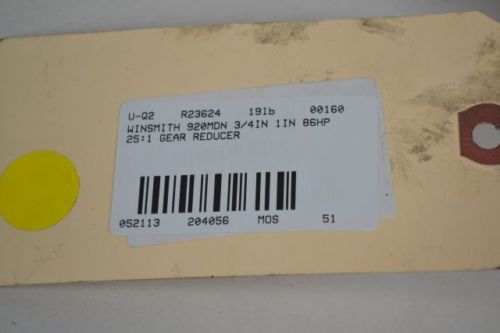 U-Q2 R23624 19lb 00160
WINSMITH 920MDN 3/4IN 1IN 86HP
25:1 GEAR REDUCER
052113 204056 MOS 51